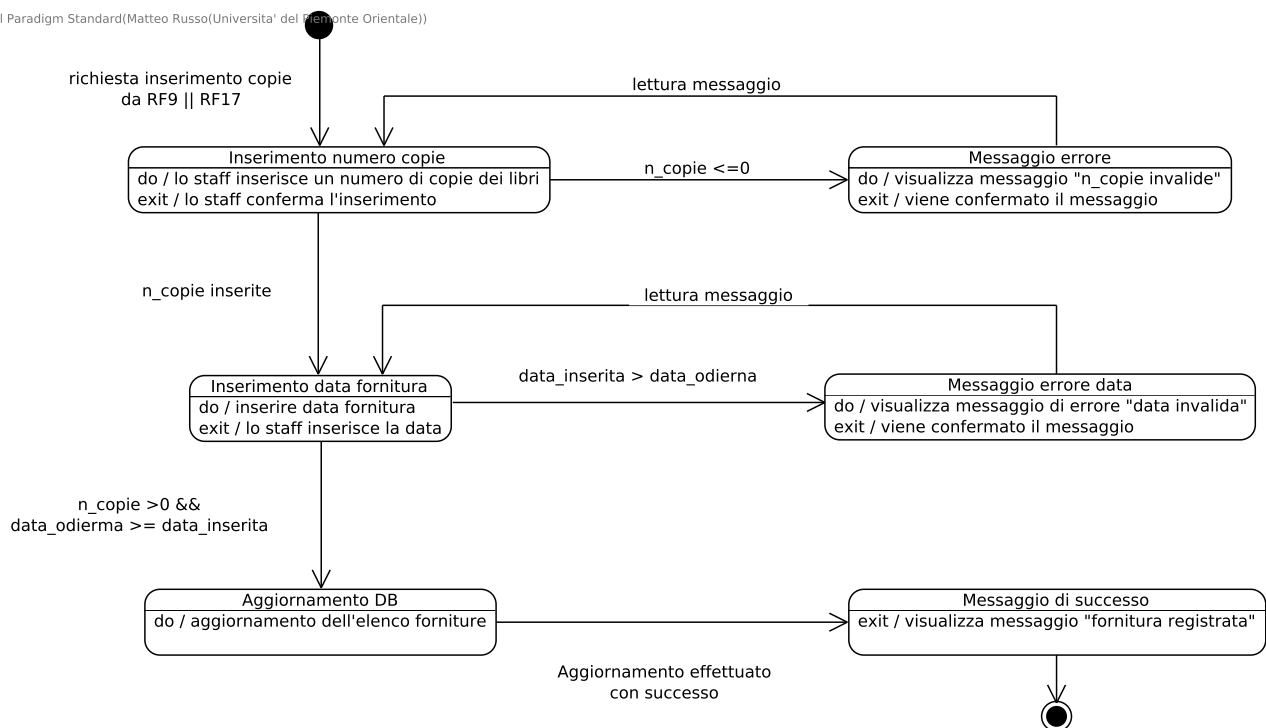 l Paradigm Standard(Matteo Russo(Universita' del Piemonte Orientale))
richiesta inserimento copie
da RF9 || RF17
lettura messaggio
Inserimento numero copie
do / lo staff inserisce un numero di copie dei libri
exit / lo staff conferma l'inserimento
n_copie <=0
Messaggio errore
do / visualizza messaggio "n_copie invalide"
exit / viene confermato il messaggio
n_copie inserite
lettura messaggio
Inserimento data fornitura
do / inserire data fornitura
exit / lo staff inserisce la data
data_inserita > data_odierna
Messaggio errore data
do / visualizza messaggio di errore "data invalida"
exit / viene confermato il messaggio
n_copie >0 &&
data_odierma >= data_inserita
Aggiornamento DB
do / aggiornamento dell'elenco forniture
Aggiornamento effettuato
con successo
Messaggio di successo
exit / visualizza messaggio "fornitura registrata"